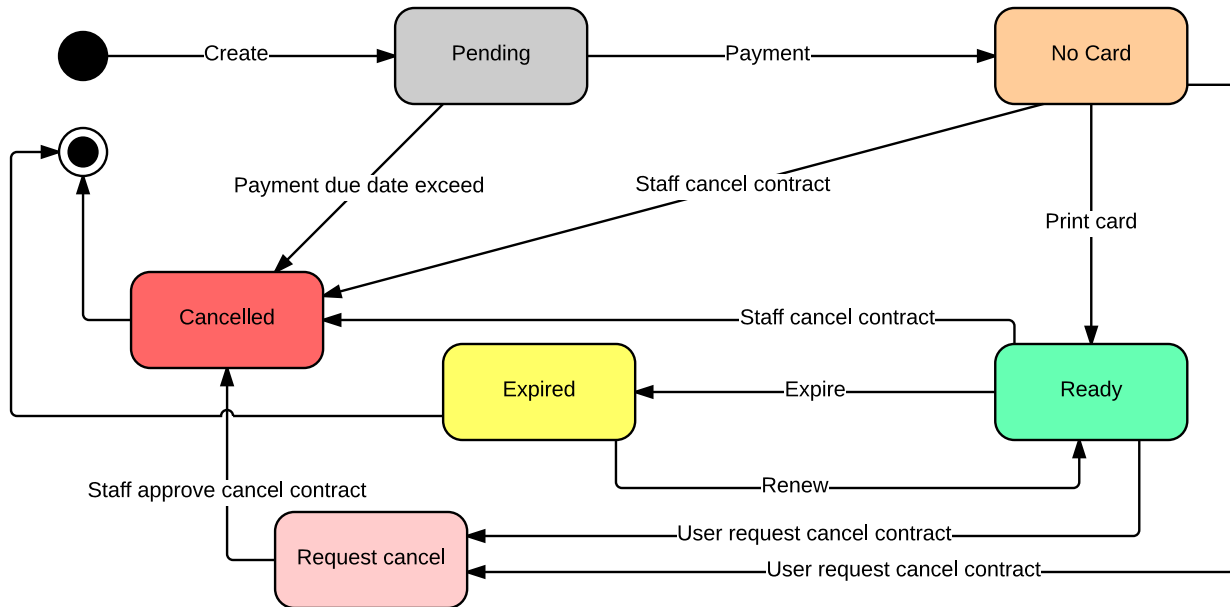 Create
Pending
Payment
No Card
Payment due date exceed
Staff cancel contract
Print card
Cancelled
Staff cancel contract
Expired
Expire
Ready
Renew
Staff approve cancel contract
User request cancel contract
Request cancel
User request cancel contract